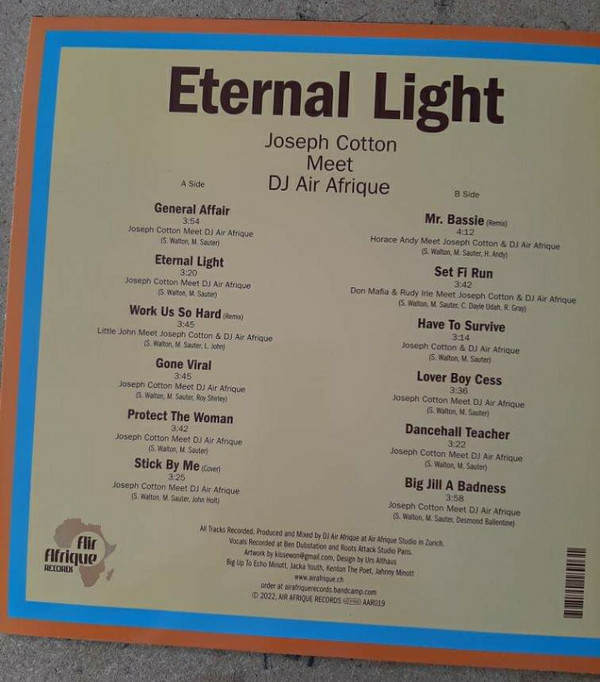 Eternal Light
Joseph Cotton
Meet
DJ Air Afrique
A Side
General Affair
3:54
Joseph Cotton Meet DJ Air Afrique
(S. Walton, M. Sauter)
Eternal Light
3:20
Joseph Cotton Meet DJ Air Afrique
(S. Walton, M. Sauter)
Work Us So Hard (Remix)
3:45
Little John Meet Joseph Cotton & DJ Air Afrique
(S. Walton, M. Sauter, L. John)
Gone Viral
3:45
Joseph Cotton Meet DJ Air Afrique
(S. Walton, M. Sauter, Roy Shirley)
Protect The Woman
3:42
Joseph Cotton Meet DJ Air Afrique
(S. Walton, M. Sauter)
Stick By Me (Cover)
3:25
Joseph Cotton Meet DJ Air Afrique
(S. Walton, M. Sauter, John Holt)
B Side
Mr. Bassie (Remix)
4:12
Horace Andy Meet Joseph Cotton & DJ Air Afrique
(S. Walton, M. Sauter, H. Andy)
Set Fi Run
3:42
Don Mafia & Rudy Irie Meet Joseph Cotton & DJ Air Afrique
(S. Walton, M. Sauter, C. Dayle Udah, R. Gray)
Have To Survive
3:14
Joseph Cotton & DJ Air Afrique
(S. Walton, M. Sauter)
Lover Boy Cess
3:36
Joseph Cotton Meet DJ Air Afrique
(S. Walton, M. Sauter)
Dancehall Teacher
3:22
Joseph Cotton Meet DJ Air Afrique
(S. Walton, M. Sauter)
Big Jill A Badness
3:58
Joseph Cotton Meet DJ Air Afrique
(S. Walton, M. Sauter, Desmond Ballentine)
All Tracks Recorded, Produced and Mixed by DJ Air Afrique at Air Afrique Studio in Zurich.
Vocals Recorded at Ben Dubstation and Roots Attack Studio Paris.
Artwork by kissewon@gmail.com, Design by Urs Althaus
Big Up To Echo Minott, Jacka Youth, Kenton The Poet, Jahnny Minott
www.airafrique.ch
order at airafriquerecords.bandcamp.com
© 2022, AIR AFRIQUE RECORDS AAR019
Air
Afrique
RECORDS